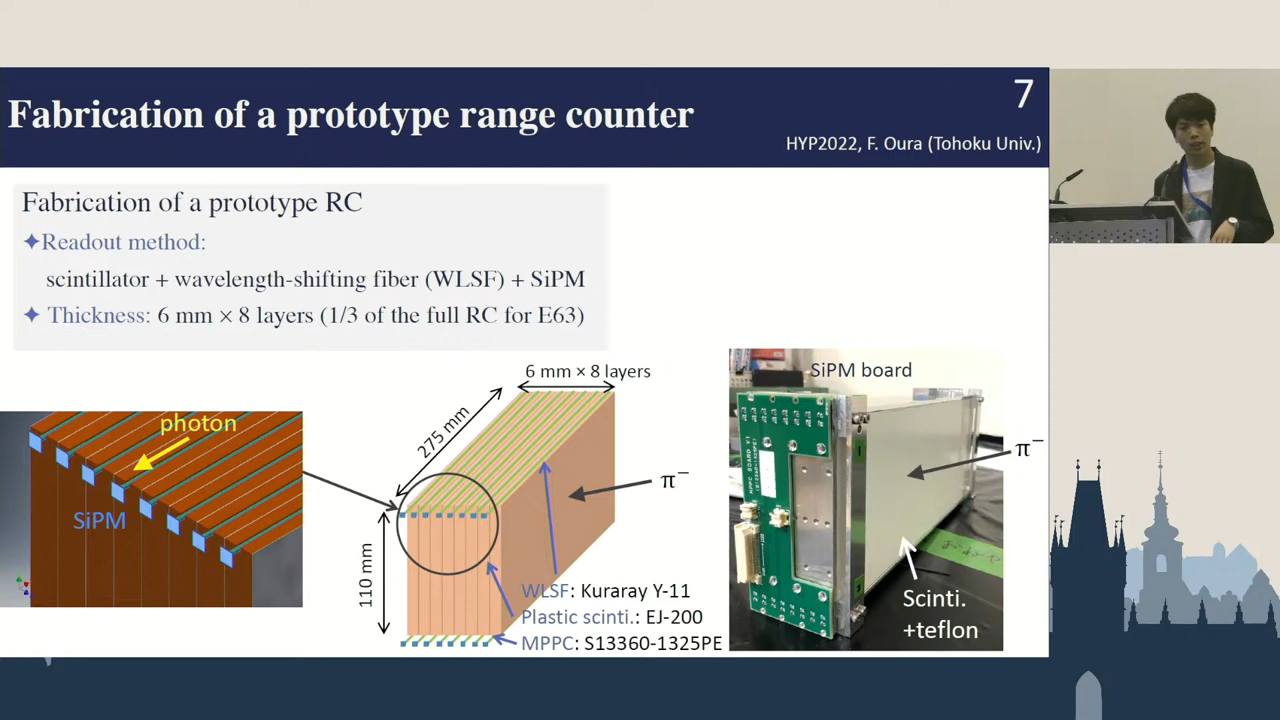 Fabrication of a prototype range counter
7
HYP2022, F. Oura (Tohoku Univ.)
Fabrication of a prototype RC
✦Readout method:
scintillator + wavelength-shifting fiber (WLSF) + SiPM
✦ Thickness: 6 mm × 8 layers (1/3 of the full RC for E63)
photon
SiPM
6 mm × 8 layers
275 mm
110 mm
π⁻
WLSF: Kuraray Y-11
Plastic scinti.: EJ-200
MPPC: S13360-1325PE
SiPM board
π⁻
Scinti.
+teflon